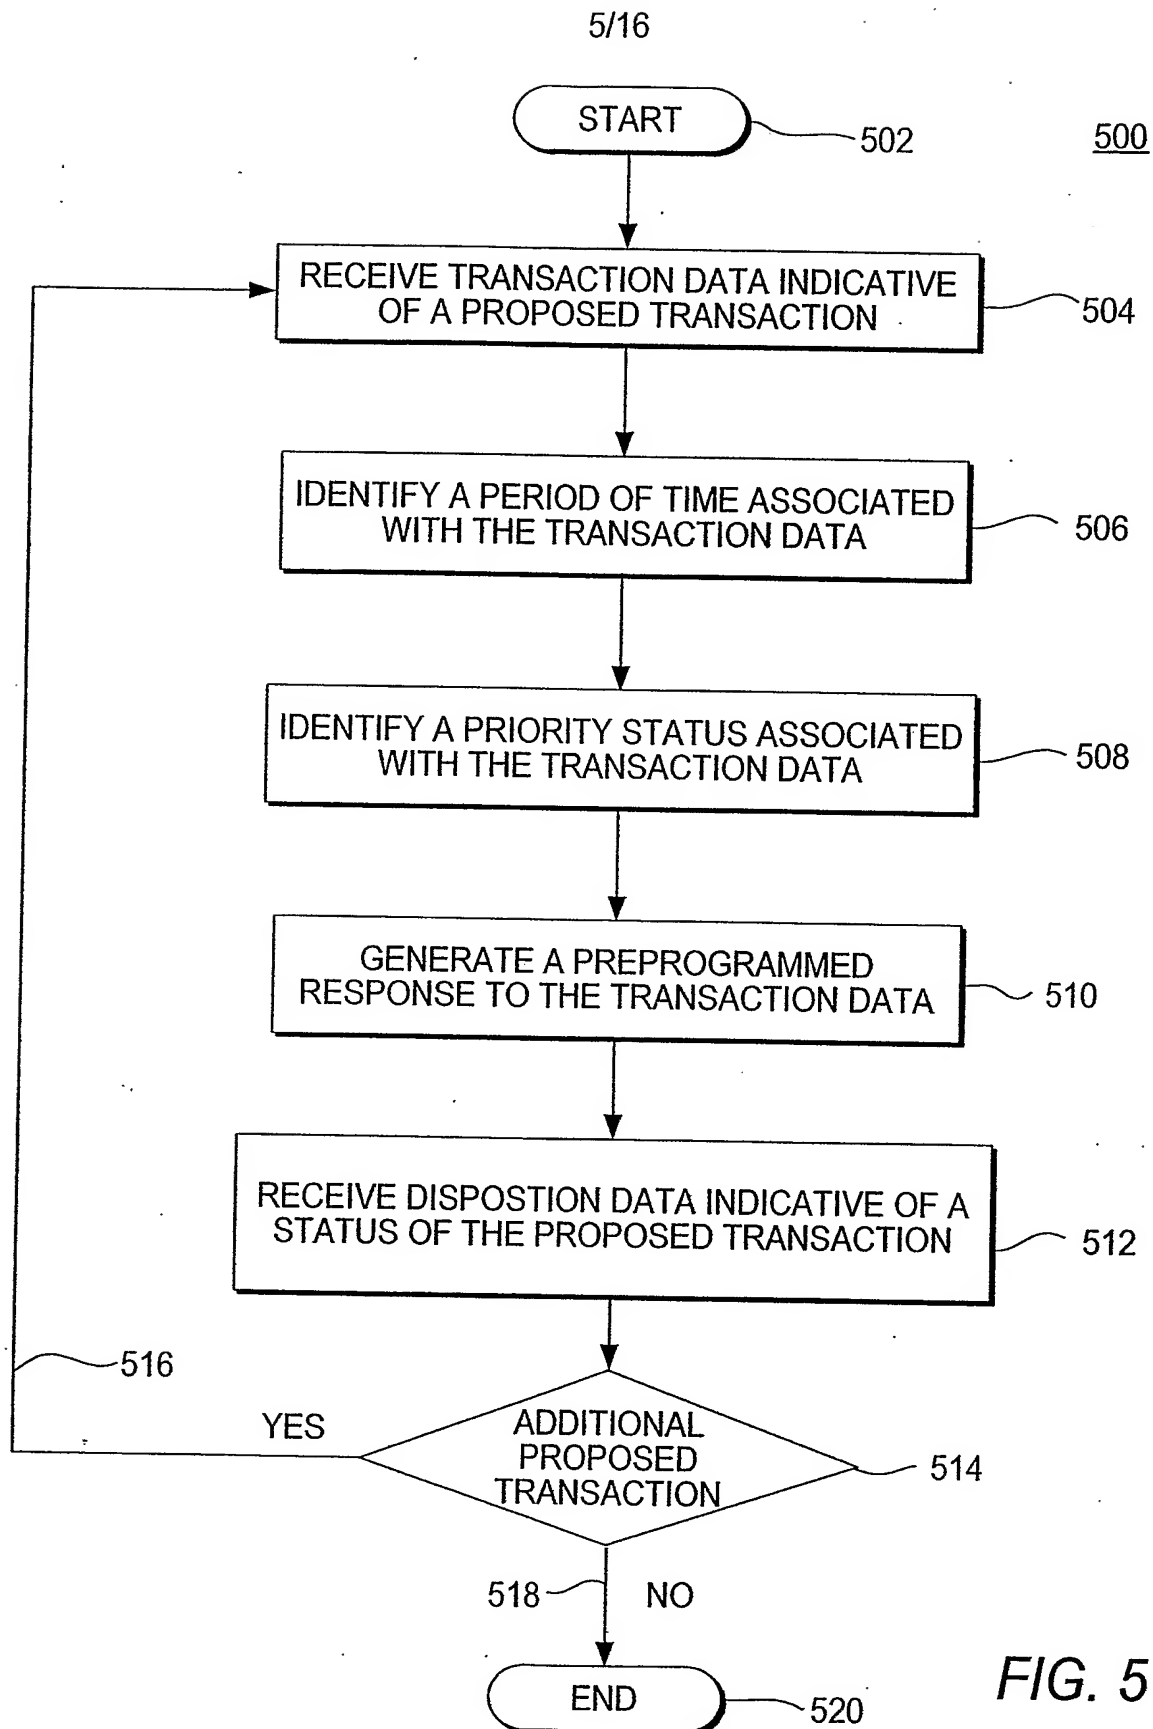 5/16
START
502
500
RECEIVE TRANSACTION DATA INDICATIVE
OF A PROPOSED TRANSACTION
504
IDENTIFY A PERIOD OF TIME ASSOCIATED
WITH THE TRANSACTION DATA
506
IDENTIFY A PRIORITY STATUS ASSOCIATED
WITH THE TRANSACTION DATA
508
GENERATE A PREPROGRAMMED
RESPONSE TO THE TRANSACTION DATA
510
RECEIVE DISPOSTION DATA INDICATIVE OF A
STATUS OF THE PROPOSED TRANSACTION
512
516
YES
ADDITIONAL
PROPOSED
TRANSACTION
514
518
NO
END
520
FIG. 5